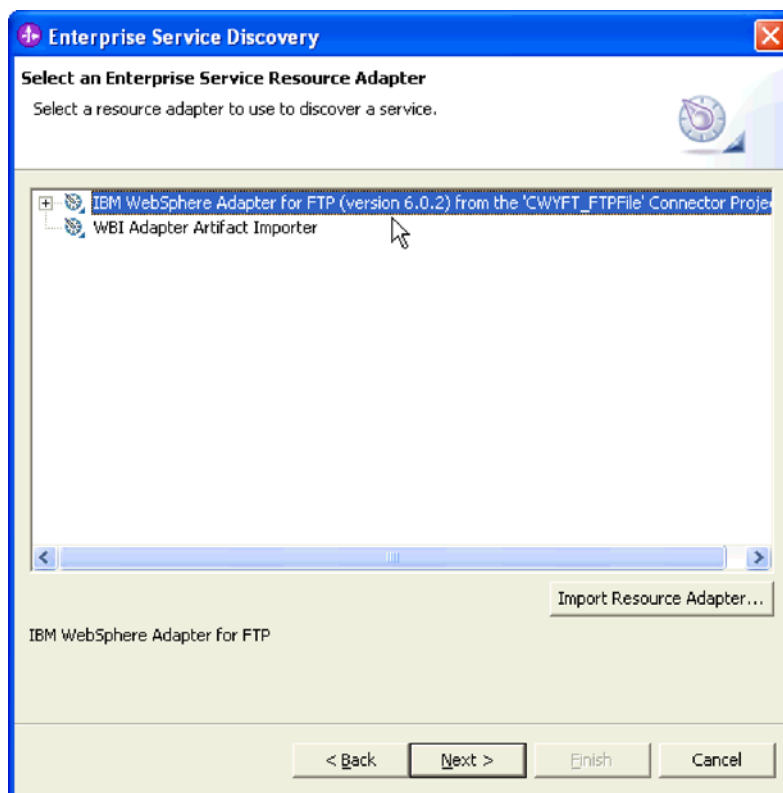 Enterprise Service Discovery
Select an Enterprise Service Resource Adapter
Select a resource adapter to use to discover a service.
IBM WebSphere Adapter for FTP (version 6.0.2) from the 'CWYFT_FTPFile' Connector Proje
WBI Adapter Artifact Importer
Import Resource Adapter...
IBM WebSphere Adapter for FTP
< Back Next > Finish Cancel